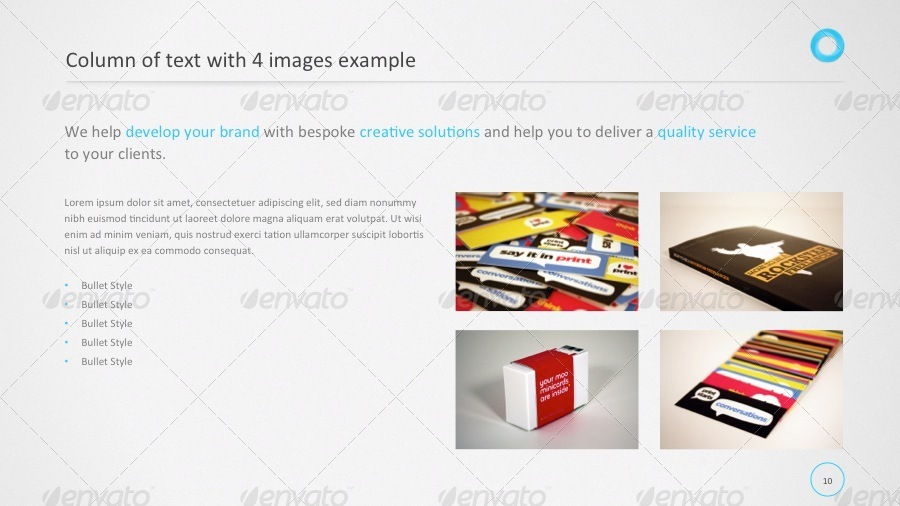 Column of text with 4 images example
We help develop your brand with bespoke creative solutions and help you to deliver a quality service
to your clients.
Lorem ipsum dolor sit amet, consectetuer adipiscing elit, sed diam nonummy
nibh euismod tincidunt ut laoreet dolore magna aliquam erat volutpat. Ut wisi
enim ad minim veniam, quis nostrud exerci tation ullamcorper suscipit lobortis
nisl ut aliquip ex ea commodo consequat.
• Bullet Style
• Bullet Style
• Bullet Style
• Bullet Style
• Bullet Style
say it in print
conversations
conversations
I print
ROCKSTAR
your moo
minicards
are inside
print
starts
conversations
10
envato envato envato envato envato
envato envato envato envato envato
envato envato envato envato envato